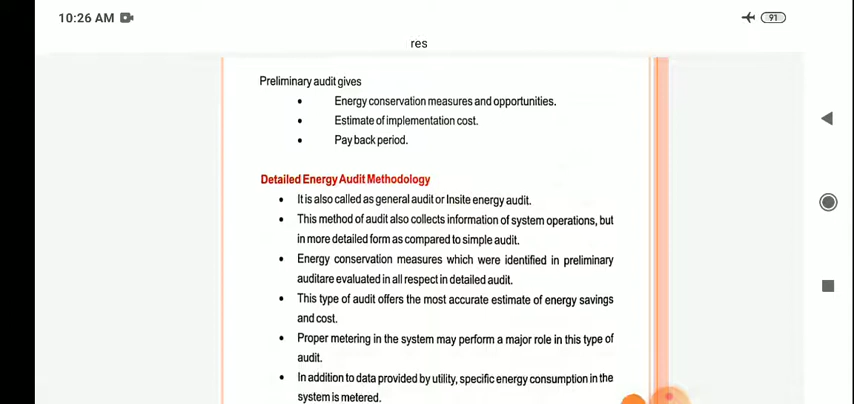 10:26 AM
91
res
Preliminary audit gives
• Energy conservation measures and opportunities.
• Estimate of implementation cost.
• Pay back period.
Detailed Energy Audit Methodology
• It is also called as general audit or Insite energy audit.
• This method of audit also collects information of system operations, but
in more detailed form as compared to simple audit.
• Energy conservation measures which were identified in preliminary
auditare evaluated in all respect in detailed audit.
• This type of audit offers the most accurate estimate of energy savings
and cost.
• Proper metering in the system may perform a major role in this type of
audit.
• In addition to data provided by utility, specific energy consumption in the
system is metered.